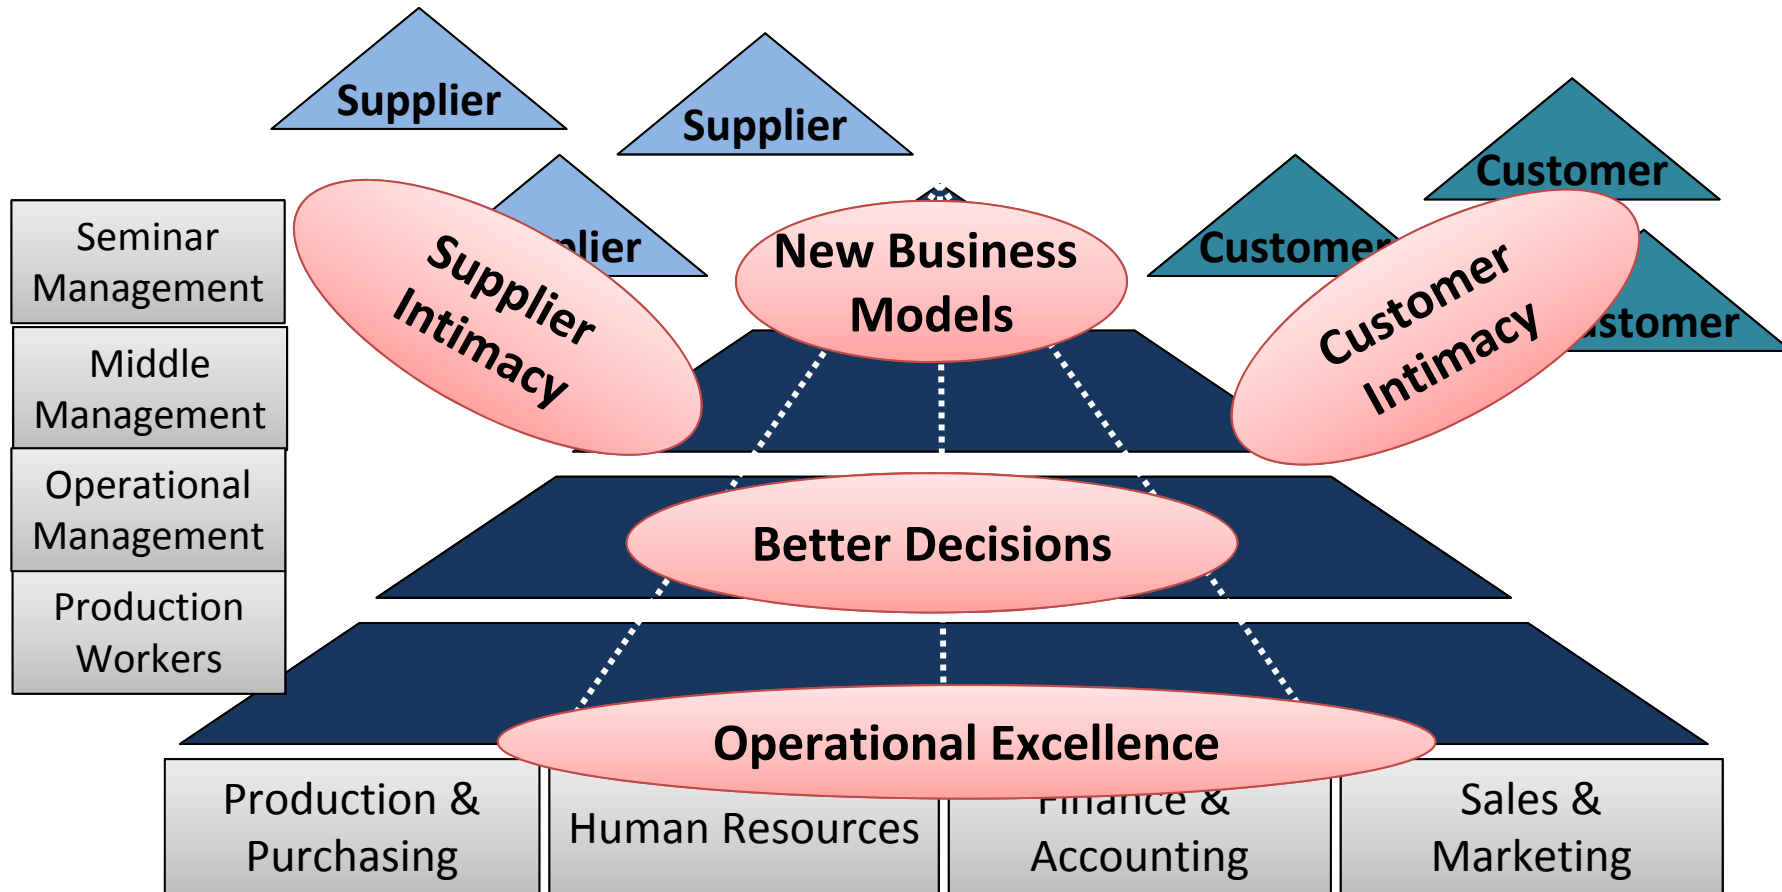 Supplier
Supplier
Customer
Customer
Supplier
Intimacy
New Business
Models
Customer
Intimacy
Seminar
Management
Middle
Management
Operational
Management
Production
Workers
Better Decisions
Operational Excellence
Production &
Purchasing
Human Resources
Finance &
Accounting
Sales &
Marketing